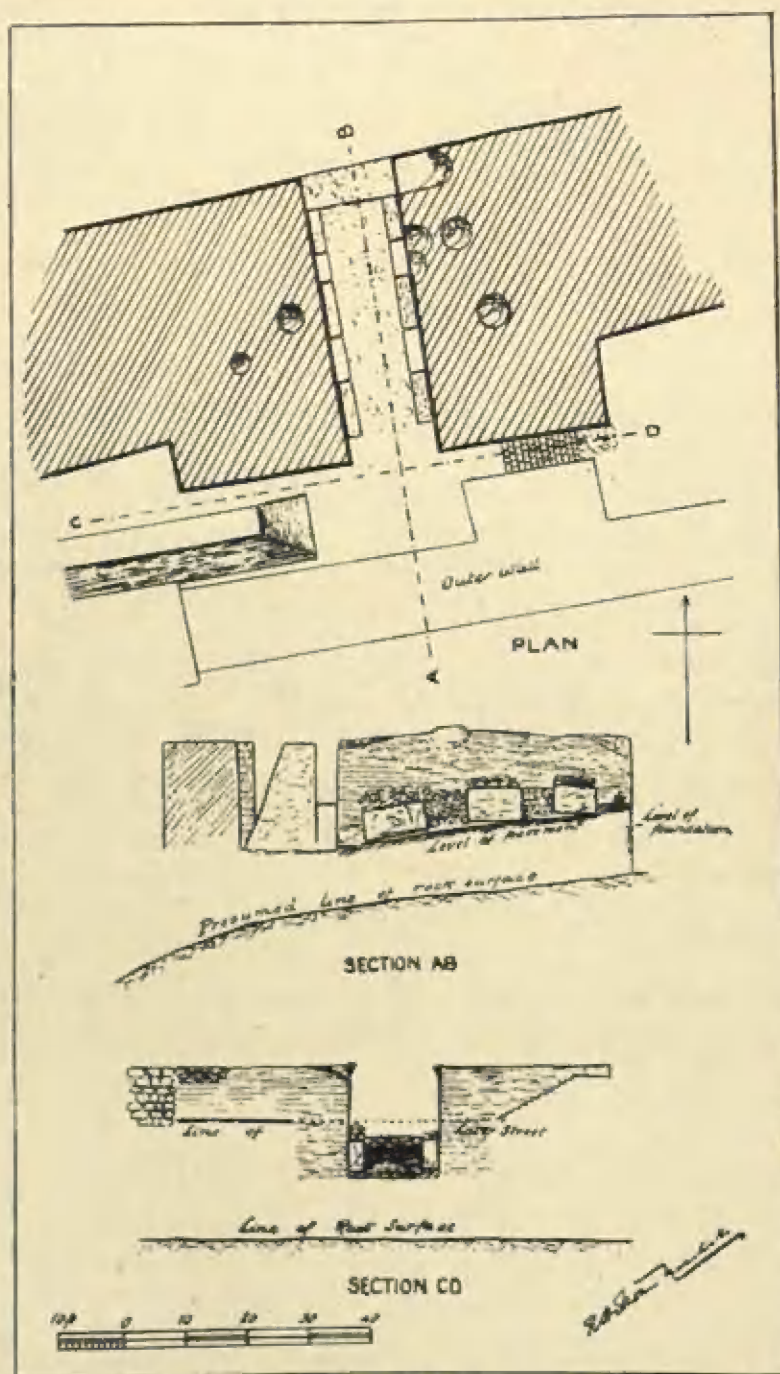 B
C
D
Outer wall
A
PLAN
Level of pavement
Level of foundation
Presumed line of rock surface
SECTION AB
Line of Later Street
Line of Rock Surface
SECTION CD
10 0 10 20 30 40